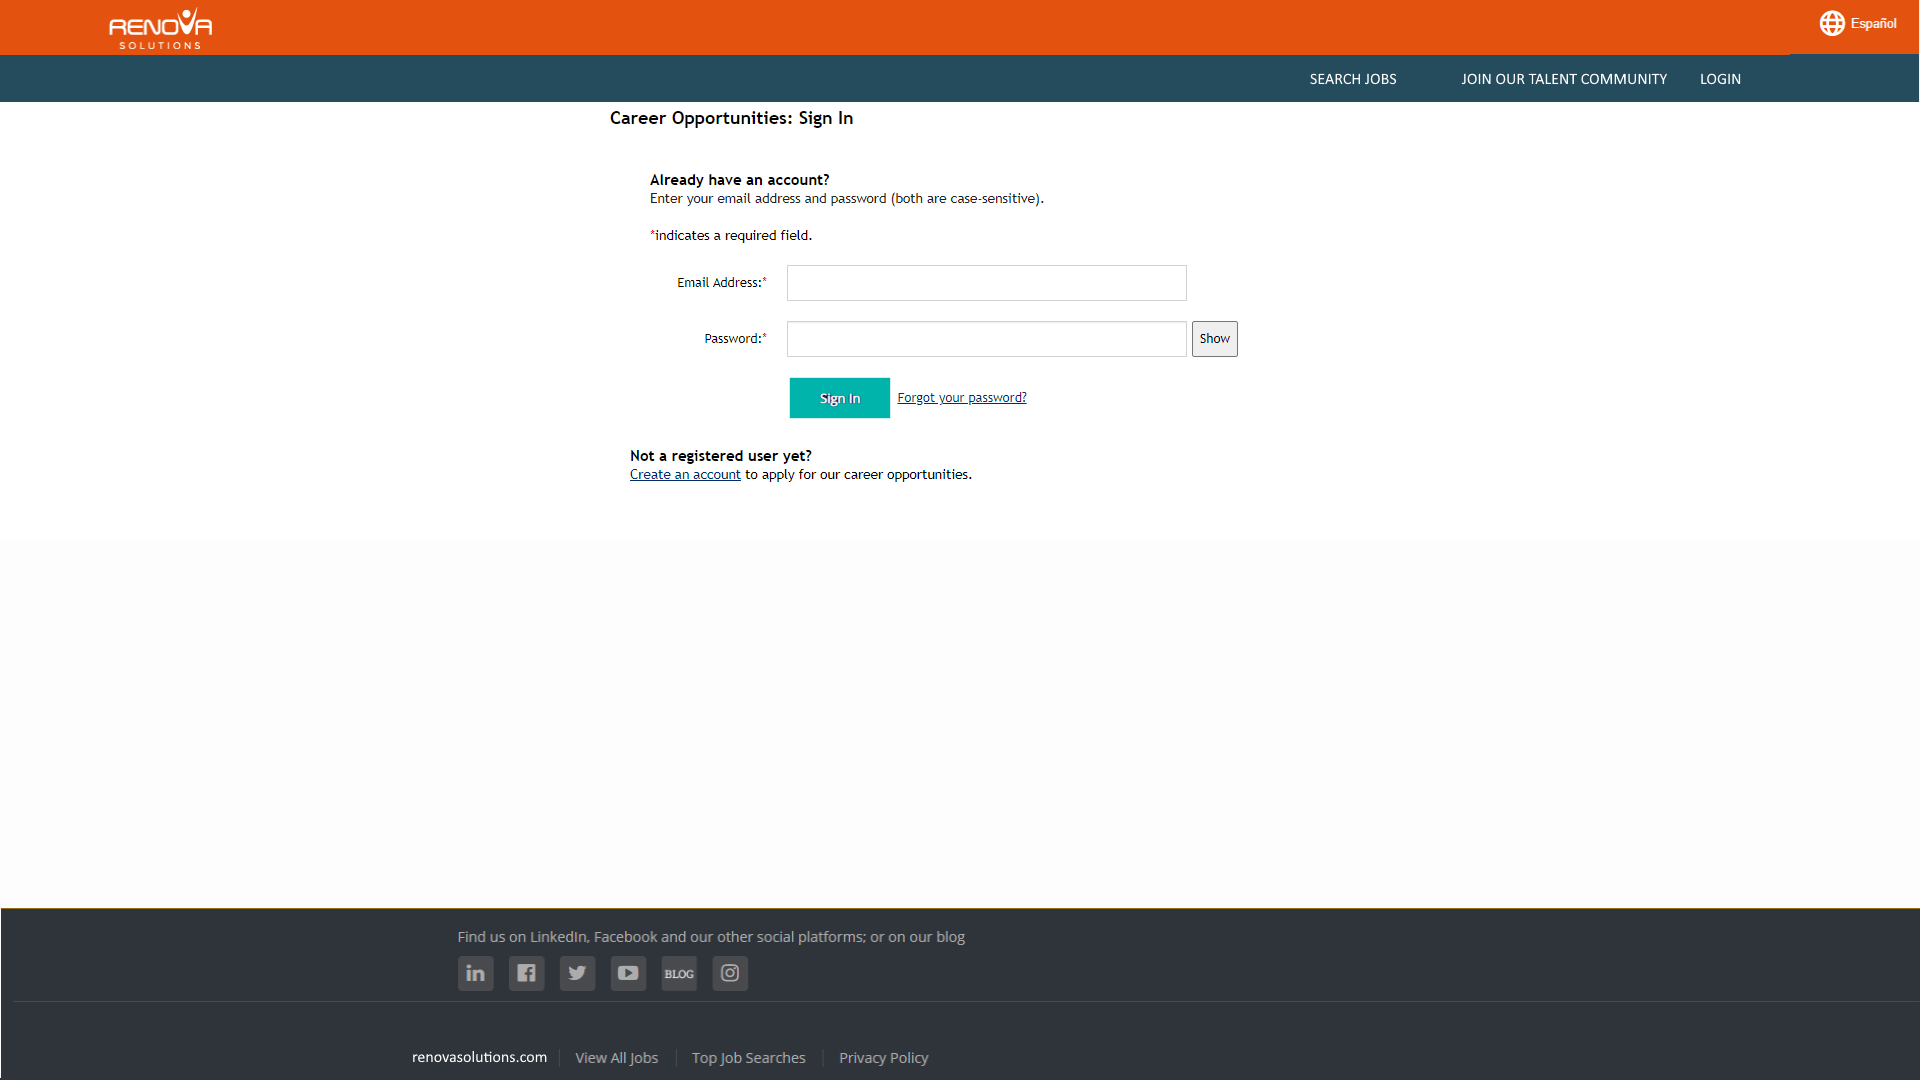 RENOVA
SOLUTIONS
Español
SEARCH JOBS
JOIN OUR TALENT COMMUNITY
LOGIN
Career Opportunities: Sign In
Already have an account?
Enter your email address and password (both are case-sensitive).
*indicates a required field.
Email Address:*
Password:*
Show
Sign In
Forgot your password?
Not a registered user yet?
Create an account to apply for our career opportunities.
Find us on LinkedIn, Facebook and our other social platforms; or on our blog
in
BLOG
renovasolutions.com
View All Jobs
Top Job Searches
Privacy Policy